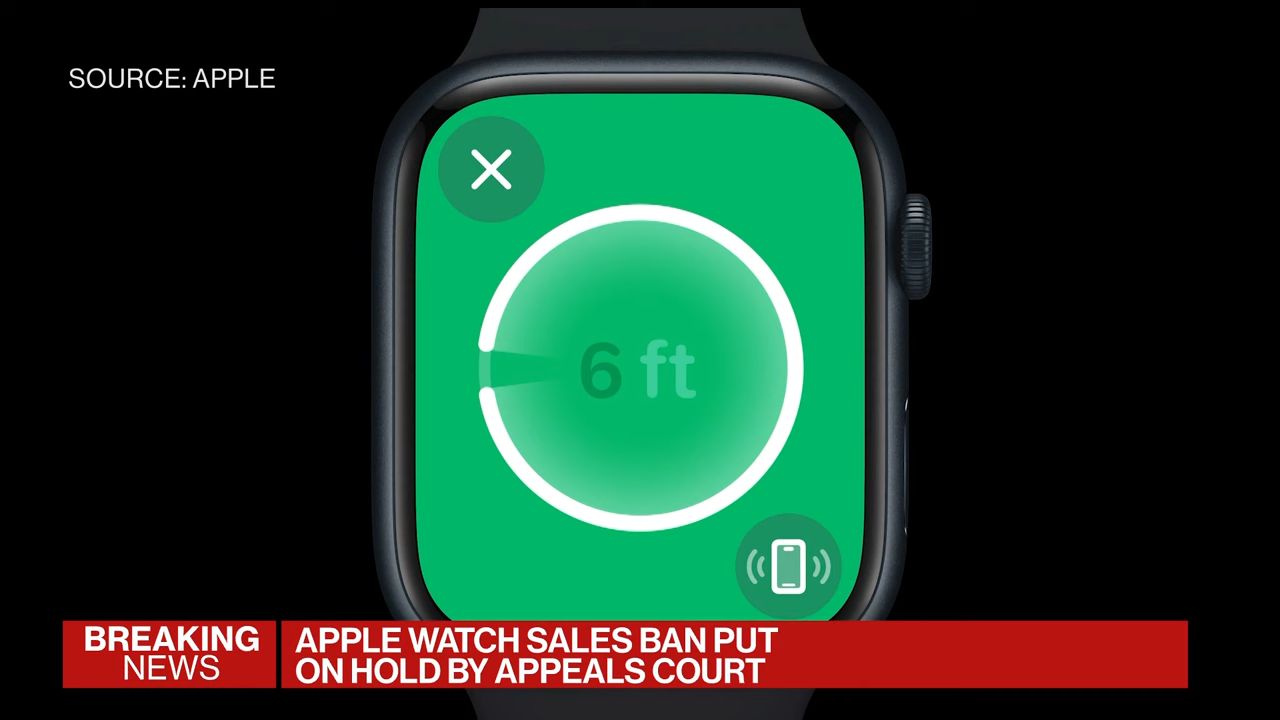 SOURCE: APPLE
6 ft
BREAKING
NEWS
APPLE WATCH SALES BAN PUT
ON HOLD BY APPEALS COURT